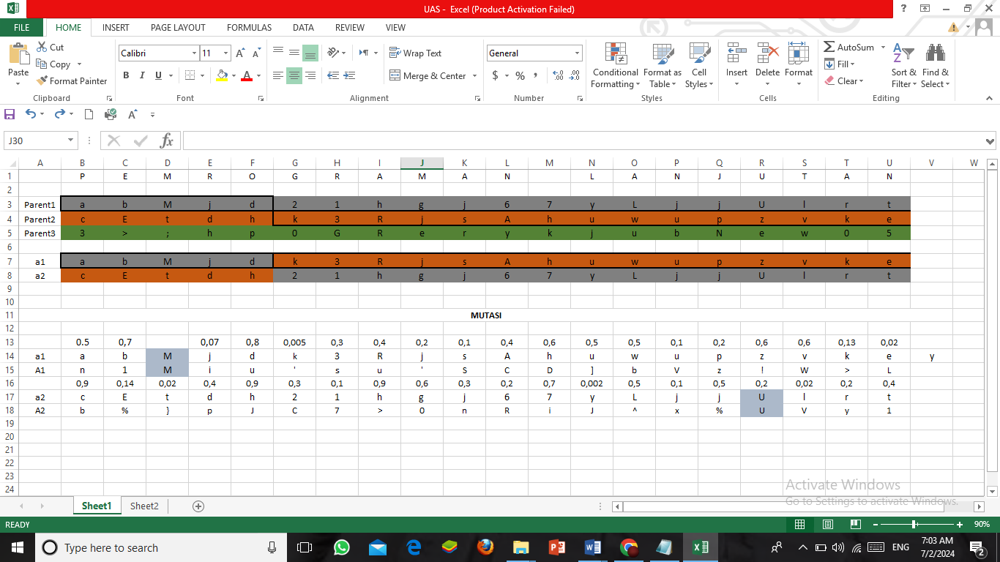 UAS - Excel (Product Activation Failed)
FILE HOME INSERT PAGE LAYOUT FORMULAS DATA REVIEW VIEW
Paste Cut Copy Format Painter Clipboard
Calibri 11 B I U Font
Wrap Text Merge & Center Alignment
General $ % , Number
Conditional Formatting Format as Table Cell Styles Styles
Insert Delete Format Cells
AutoSum Fill Clear Sort & Filter Find & Select Editing
J30 fx
A B C D E F G H I J K L M N O P Q R S T U V W
1 P E M R O G R A M A N L A N J U T A N
2
3 Parent1 a b M j d 2 1 h g j 6 7 y L j j U l r t
4 Parent2 c E t d h k 3 R j s A h u w u p z v k e
5 Parent3 3 > ; h p 0 G R e r y k j u b N e w 0 5
6
7 a1 a b M j d k 3 R j s A h u w u p z v k e
8 a2 c E t d h 2 1 h g j 6 7 y L j j U l r t
9
10
11 MUTASI
12
13 0.5 0,7 0,07 0,8 0,005 0,3 0,4 0,2 0,1 0,4 0,6 0,5 0,5 0,1 0,2 0,6 0,6 0,13 0,02
14 a1 a b M j d k 3 R j s A h u w u p z v k e y
15 A1 n 1 M i u ' s u ' S C D ] b V z ! W > L
16 0,9 0,14 0,02 0,4 0,9 0,3 0,1 0,9 0,6 0,3 0,2 0,7 0,002 0,5 0,1 0,5 0,2 0,02 0,2 0,4
17 a2 c E t d h 2 1 h g j 6 7 y L j j U l r t
18 A2 b % } p J C 7 > 0 n R i J ^ x % U V y 1
19
20
21
22
23
24
Activate Windows
Go to Settings to activate Windows.
Sheet1 Sheet2
READY 90%
Type here to search ENG 7:03 AM
7/2/2024 2